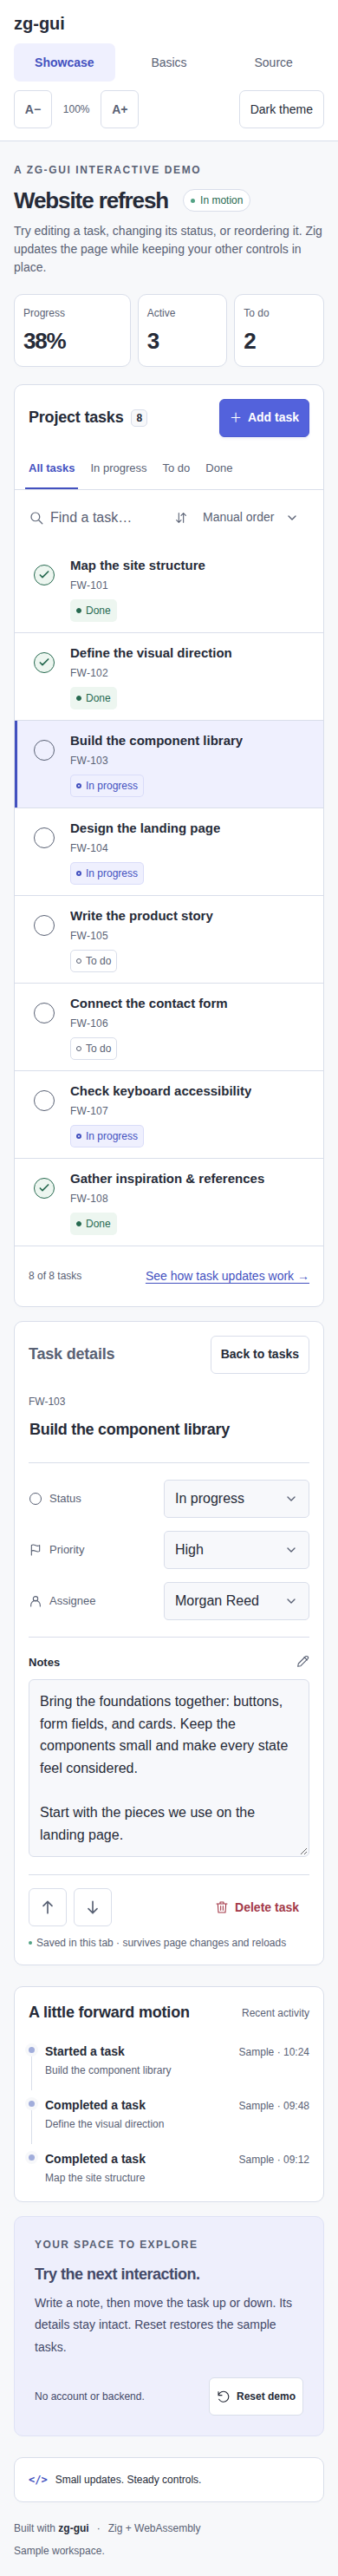 zg-gui
Showcase Basics Source
A− 100% A+ Dark theme
A ZG-GUI INTERACTIVE DEMO
Website refresh In motion
Try editing a task, changing its status, or reordering it. Zig
updates the page while keeping your other controls in
place.
Progress Active To do
38% 3 2
Project tasks 8 + Add task
All tasks In progress To do Done
Find a task… Manual order
Map the site structure
FW-101
Done
Define the visual direction
FW-102
Done
Build the component library
FW-103
In progress
Design the landing page
FW-104
In progress
Write the product story
FW-105
To do
Connect the contact form
FW-106
To do
Check keyboard accessibility
FW-107
In progress
Gather inspiration & references
FW-108
Done
8 of 8 tasks See how task updates work →
Task details Back to tasks
FW-103
Build the component library
Status In progress
Priority High
Assignee Morgan Reed
Notes
Bring the foundations together: buttons,
form fields, and cards. Keep the
components small and make every state
feel considered.
Start with the pieces we use on the
landing page.
↑ ↓ Delete task
Saved in this tab · survives page changes and reloads
A little forward motion Recent activity
Started a task Sample · 10:24
Build the component library
Completed a task Sample · 09:48
Define the visual direction
Completed a task Sample · 09:12
Map the site structure
YOUR SPACE TO EXPLORE
Try the next interaction.
Write a note, then move the task up or down. Its
details stay intact. Reset restores the sample
tasks.
No account or backend. Reset demo
</> Small updates. Steady controls.
Built with zg-gui · Zig + WebAssembly
Sample workspace.